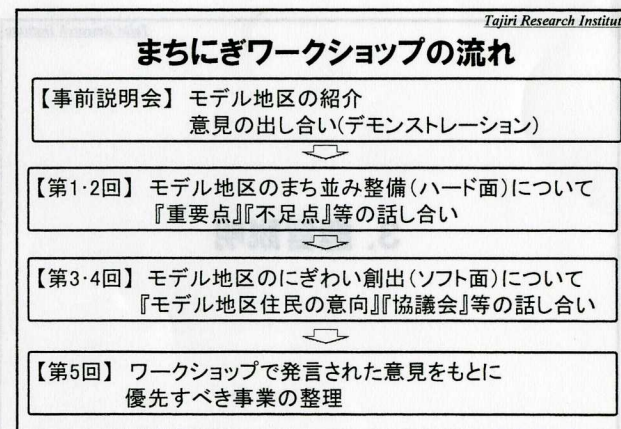 Tajiri Research Institut
まちにぎワークショップの流れ
【事前説明会】 モデル地区の紹介
意見の出し合い(デモンストレーション)
【第1・2回】 モデル地区のまち並み整備(ハード面)について
『重要点』『不足点』等の話し合い
【第3・4回】 モデル地区のにぎわい創出(ソフト面)について
『モデル地区住民の意向』『協議会』等の話し合い
【第5回】 ワークショップで発言された意見をもとに
優先すべき事業の整理